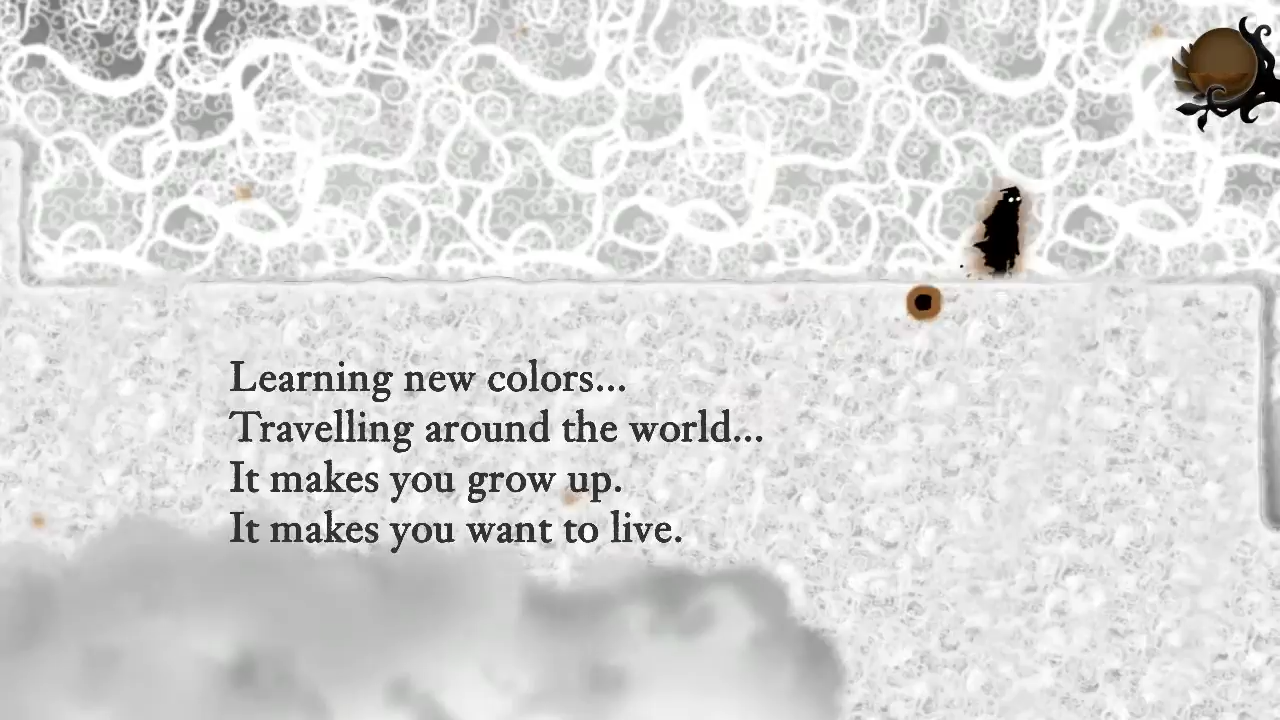 Learning new colors...
Travelling around the world...
It makes you grow up.
It makes you want to live.